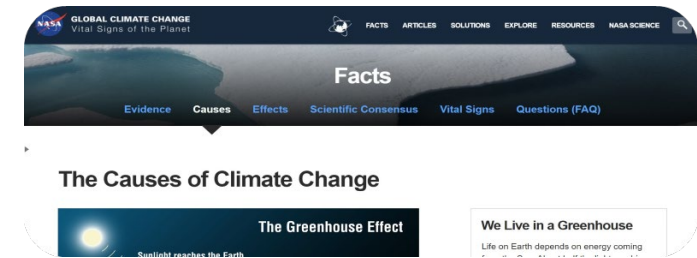 NASA
GLOBAL CLIMATE CHANGE
Vital Signs of the Planet
FACTS ARTICLES SOLUTIONS EXPLORE RESOURCES NASA SCIENCE
Facts
Evidence Causes Effects Scientific Consensus Vital Signs Questions (FAQ)
The Causes of Climate Change
The Greenhouse Effect
Sunlight reaches the Earth
We Live in a Greenhouse
Life on Earth depends on energy coming